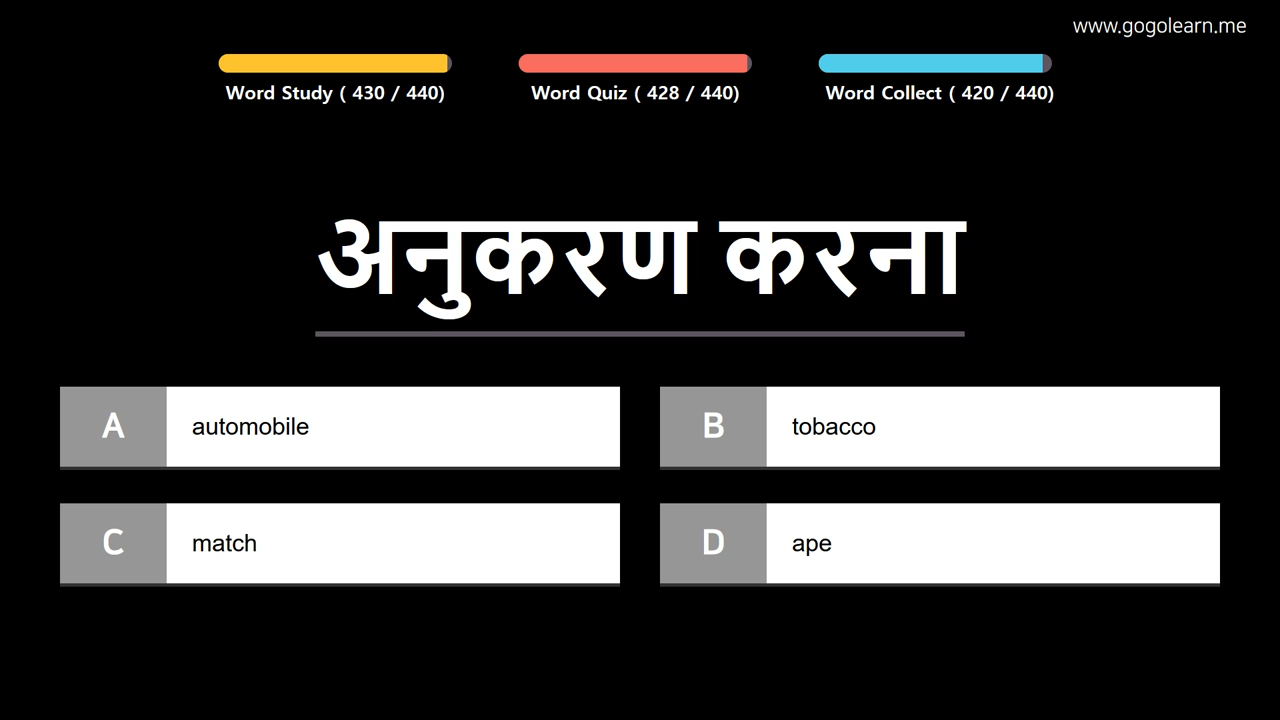 www.gogolearn.me
Word Study ( 430 / 440)
Word Quiz ( 428 / 440)
Word Collect ( 420 / 440)
अनुकरण करना
A automobile
B tobacco
C match
D ape